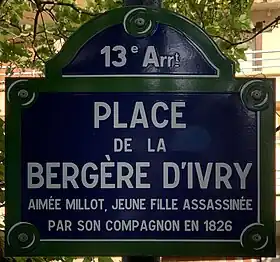 13e Arrt
PLACE
DE LA
BERGÈRE D'IVRY
AIMÉE MILLOT, JEUNE FILLE ASSASSINÉE
PAR SON COMPAGNON EN 1826